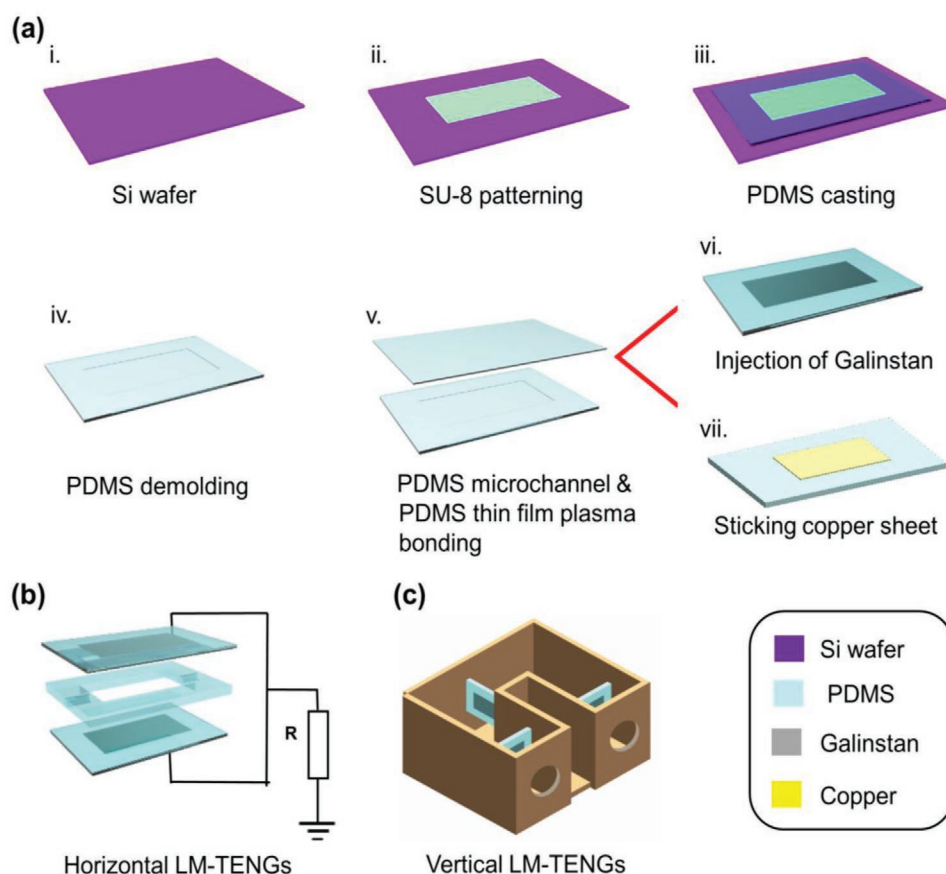 (a)
i.
Si wafer
ii.
SU-8 patterning
iii.
PDMS casting
iv.
PDMS demolding
v.
PDMS microchannel &
PDMS thin film plasma
bonding
vi.
Injection of Galinstan
vii.
Sticking copper sheet
(b)
R
Horizontal LM-TENGs
(c)
Vertical LM-TENGs
Si wafer
PDMS
Galinstan
Copper